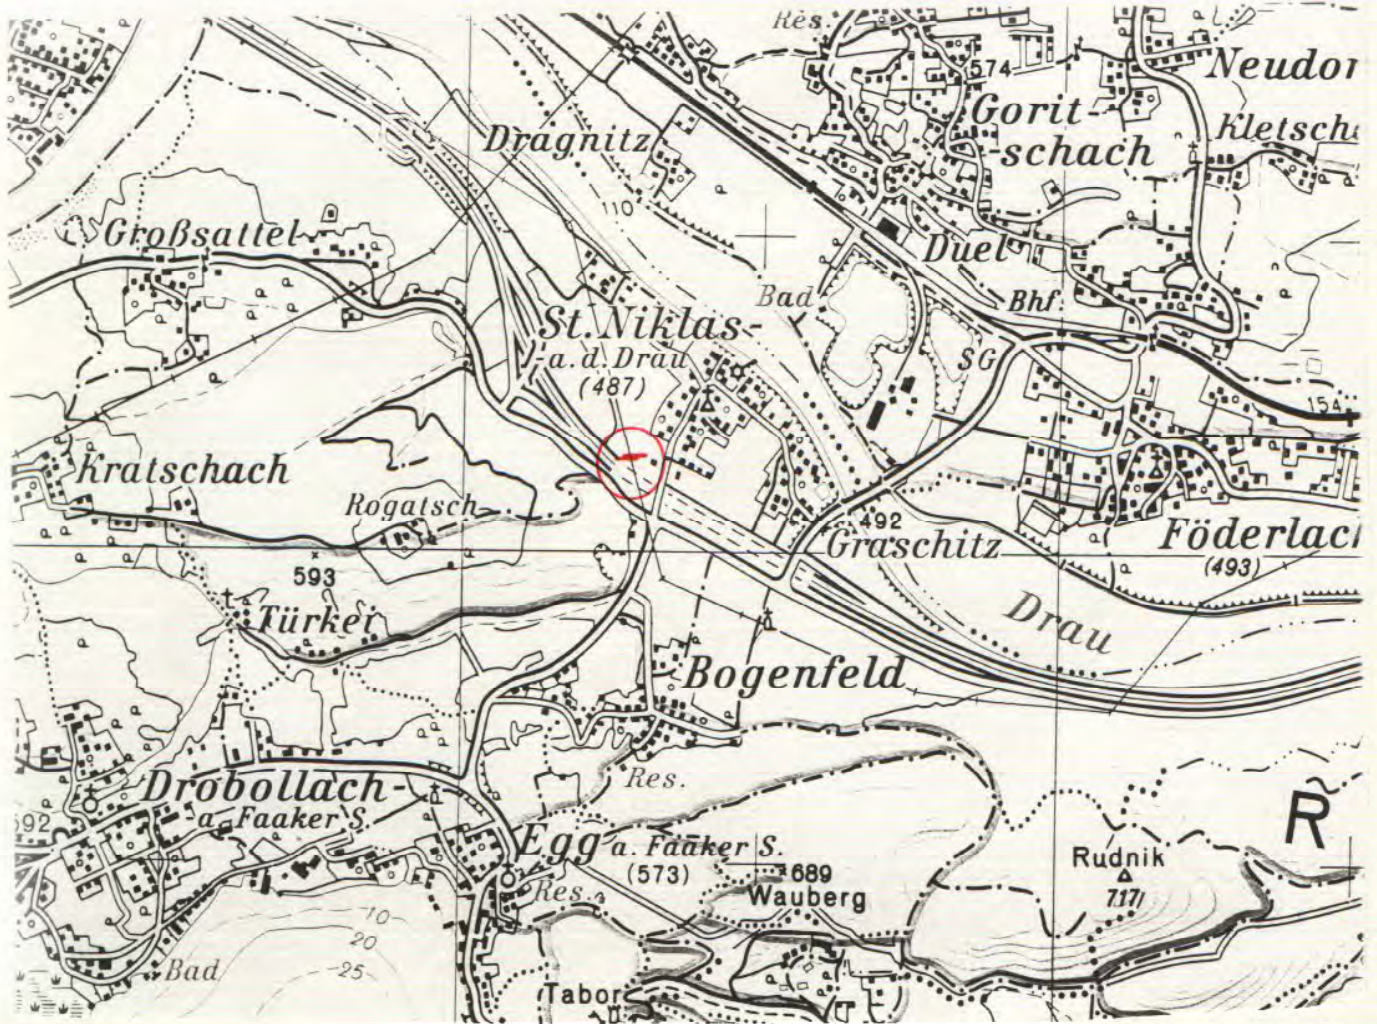 Res.
574
Neudor
Gorit-
-schach
Kletsch
Dragnitz
110
Großsattel
Duel
Bad
Bhf
St. Niklas-
a. d. Drau
(487)
SG
154
Kratschach
Rogatsch
492
Graschitz
Föderlac
(493)
593
Türkei
Drau
Bogenfeld
Res.
Drobollach-
a. Faaker S.
592
R
Egg a. Faaker S.
(573)
689
Wauberg
Rudnik
717
Res.
10
20
25
Bad
Tabor